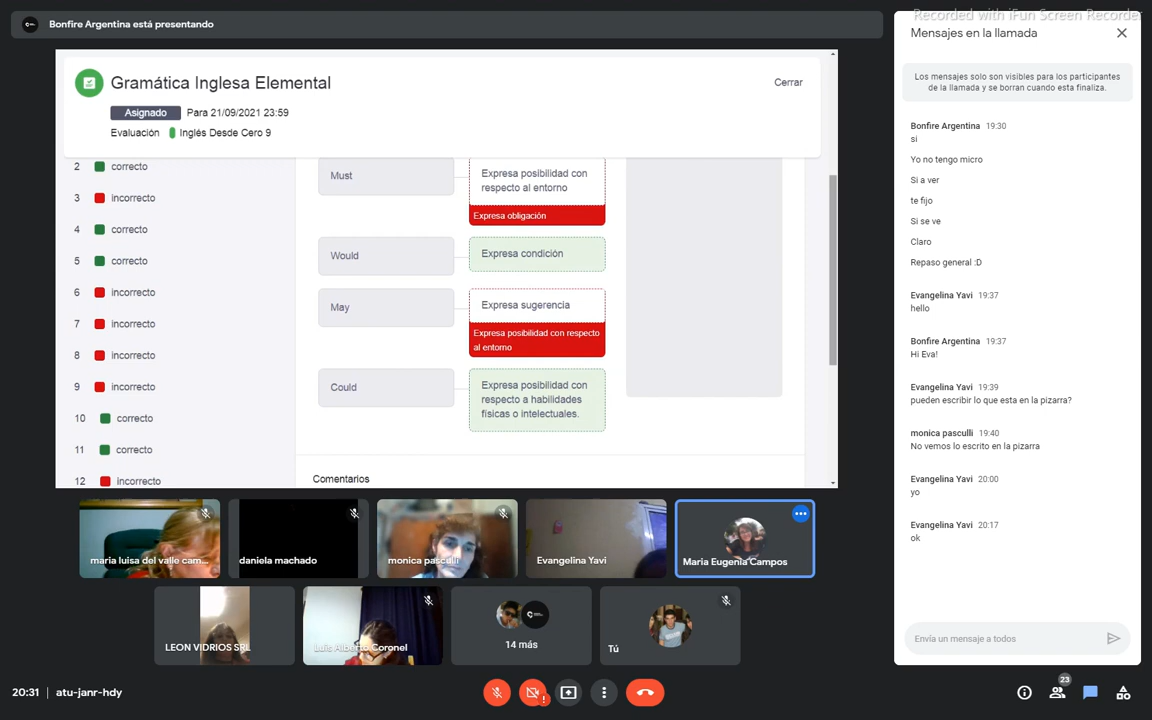 Bonfire Argentina está presentando
Recorded with iFun Screen Recorder
Gramática Inglesa Elemental
Cerrar
Asignado Para 21/09/2021 23:59
Evaluación Inglés Desde Cero 9
2 correcto
3 incorrecto
4 correcto
5 correcto
6 incorrecto
7 incorrecto
8 incorrecto
9 incorrecto
10 correcto
11 correcto
12 incorrecto
Must
Expresa posibilidad con
respecto al entorno
Expresa obligación
Would
Expresa condición
May
Expresa sugerencia
Expresa posibilidad con respecto
al entorno
Could
Expresa posibilidad con
respecto a habilidades
físicas o intelectuales.
Comentarios
maria luisa del valle cam...
daniela machado
monica pasculli
Evangelina Yavi
Maria Eugenia Campos
LEON VIDRIOS SRL
Luis Alberto Coronel
14 más
Tú
20:31 | atu-janr-hdy
Mensajes en la llamada
Los mensajes solo son visibles para los participantes
de la llamada y se borran cuando esta finaliza.
Bonfire Argentina 19:30
si
Yo no tengo micro
Si a ver
te fijo
Si se ve
Claro
Repaso general :D
Evangelina Yavi 19:37
hello
Bonfire Argentina 19:37
Hi Eva!
Evangelina Yavi 19:39
pueden escribir lo que esta en la pizarra?
monica pasculli 19:40
No vemos lo escrito en la pizarra
Evangelina Yavi 20:00
yo
Evangelina Yavi 20:17
ok
Envía un mensaje a todos
23